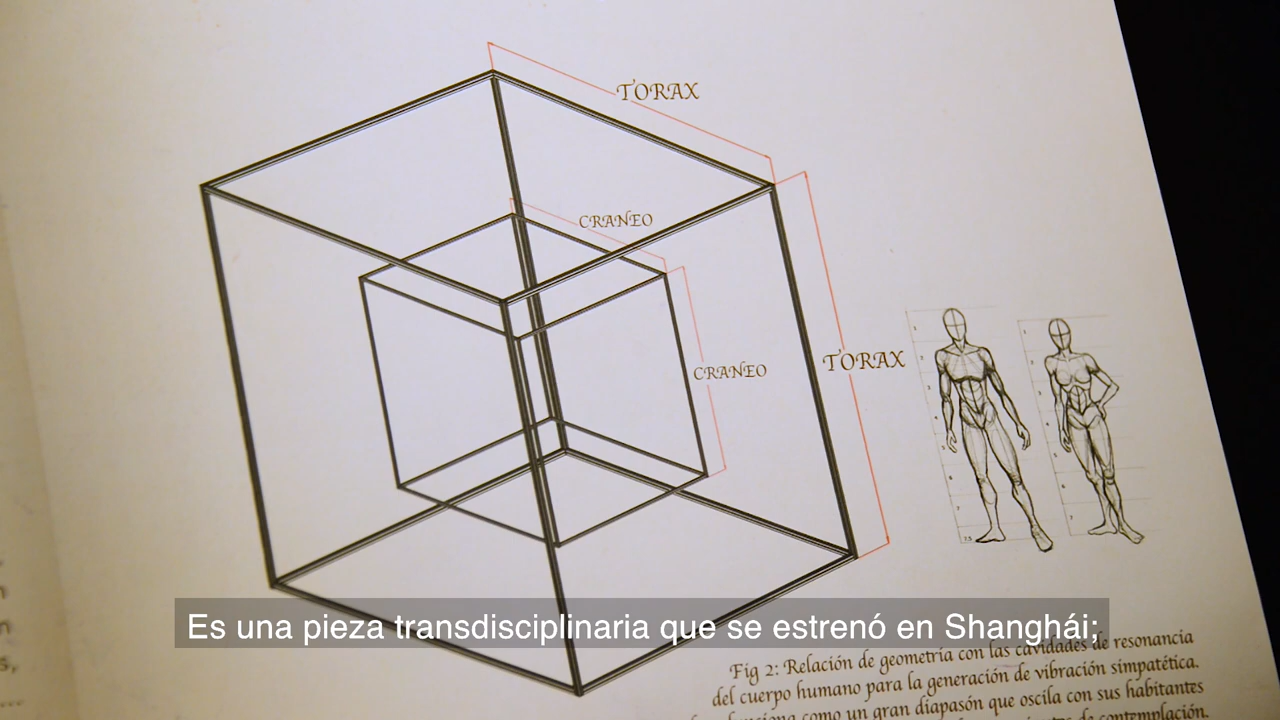 TORAX
CRANEO
CRANEO
TORAX
Es una pieza transdisciplinaria que se estrenó en Shanghái;
Fig 2: Relación de geometría con las cavidades de resonancia
del cuerpo humano para la generación de vibración simpatética.
como un gran diapasón que oscila con sus habitantes
de contemplación.